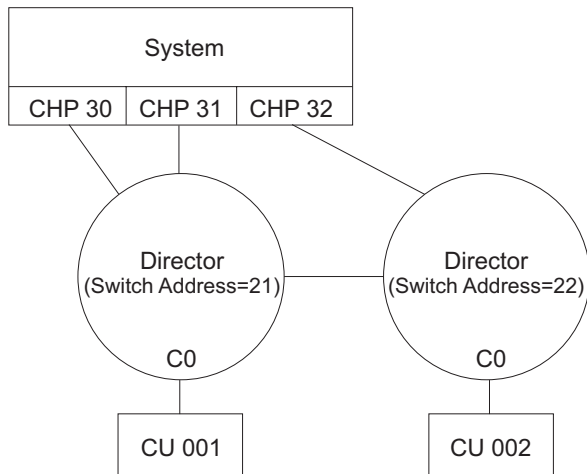 System
CHP 30 CHP 31 CHP 32
Director
(Switch Address=21)
C0
Director
(Switch Address=22)
C0
CU 001
CU 002